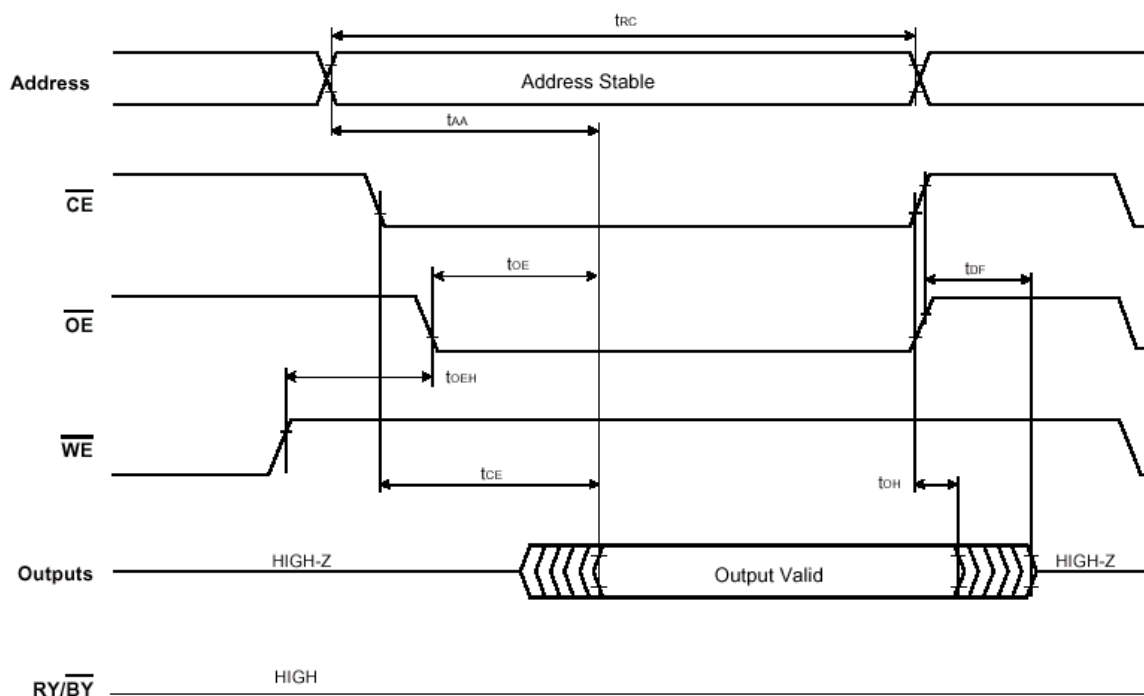 tRC
Address
Address Stable
tAA
CE
tOE
tDF
OE
tOEH
WE
tCE
tOH
Outputs
HIGH-Z
Output Valid
HIGH-Z
RY/BY
HIGH